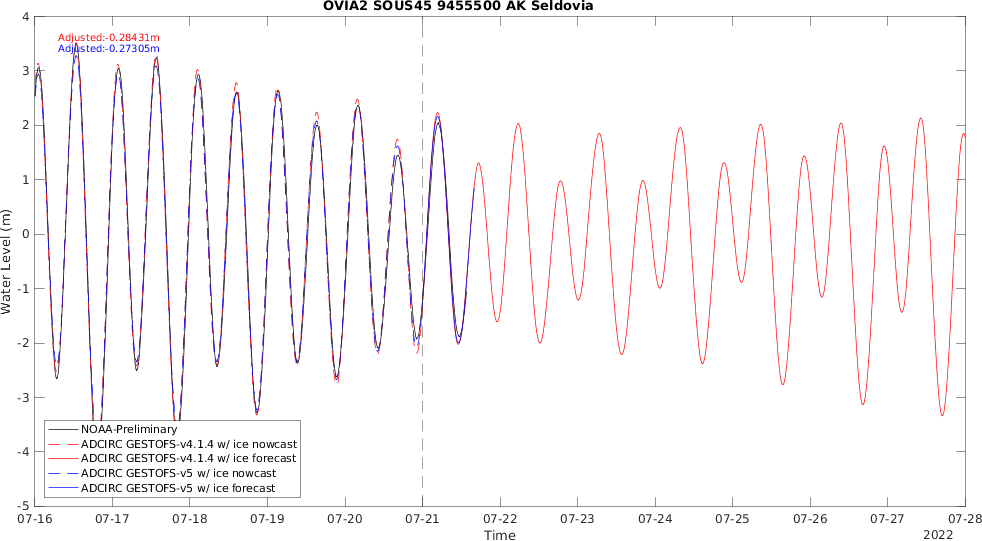 OVIA2 SOUS45 9455500 AK Seldovia
4
Adjusted:-0.28431m
Adjusted:-0.27305m
3
2
1
0
-1
-2
-3
-4
-5
Water Level (m)
NOAA-Preliminary
ADCIRC GESTOFS-v4.1.4 w/ ice nowcast
ADCIRC GESTOFS-v4.1.4 w/ ice forecast
ADCIRC GESTOFS-v5 w/ ice nowcast
ADCIRC GESTOFS-v5 w/ ice forecast
07-16 07-17 07-18 07-19 07-20 07-21 07-22 07-23 07-24 07-25 07-26 07-27 07-28
Time
2022